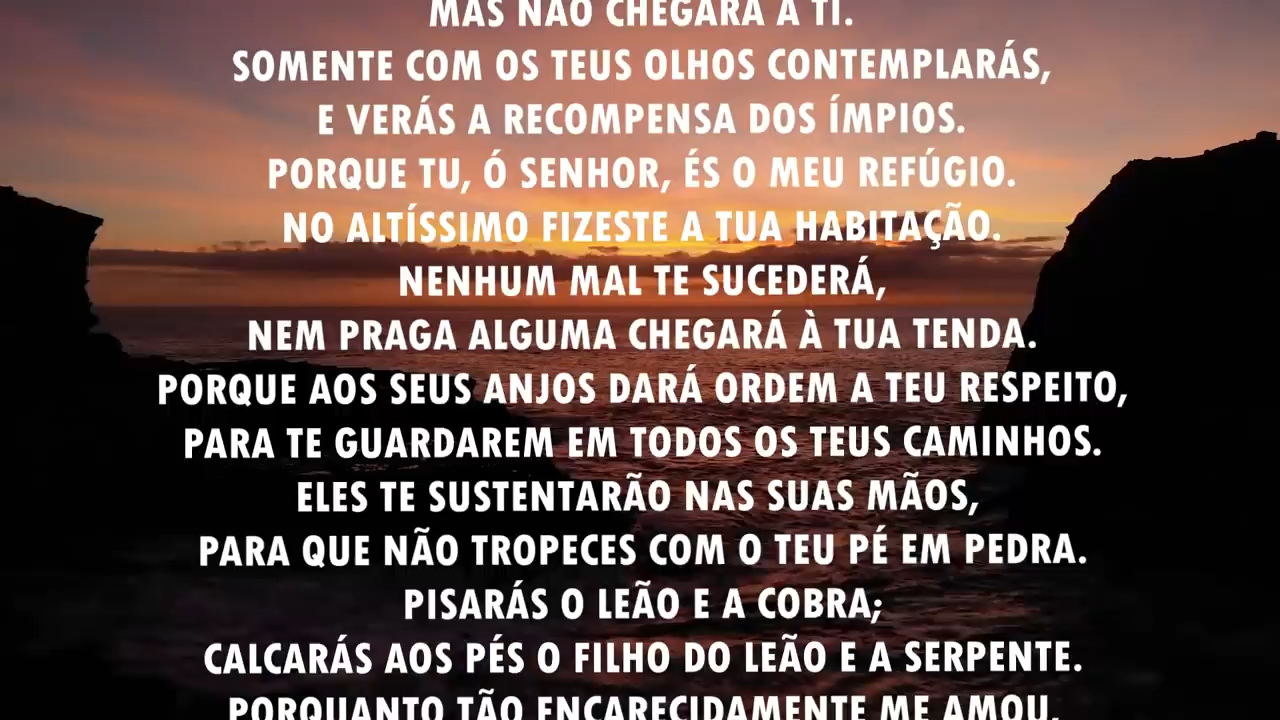 MAS NÃO CHEGARÁ A TI.
SOMENTE COM OS TEUS OLHOS CONTEMPLARÁS,
E VERÁS A RECOMPENSA DOS ÍMPIOS.
PORQUE TU, Ó SENHOR, ÉS O MEU REFÚGIO.
NO ALTÍSSIMO FIZESTE A TUA HABITAÇÃO.
NENHUM MAL TE SUCEDERÁ,
NEM PRAGA ALGUMA CHEGARÁ À TUA TENDA.
PORQUE AOS SEUS ANJOS DARÁ ORDEM A TEU RESPEITO,
PARA TE GUARDAREM EM TODOS OS TEUS CAMINHOS.
ELES TE SUSTENTARÃO NAS SUAS MÃOS,
PARA QUE NÃO TROPECES COM O TEU PÉ EM PEDRA.
PISARÁS O LEÃO E A COBRA;
CALCARÁS AOS PÉS O FILHO DO LEÃO E A SERPENTE.
PORQUANTO TÃO ENCARECIDAMENTE ME AMOU,